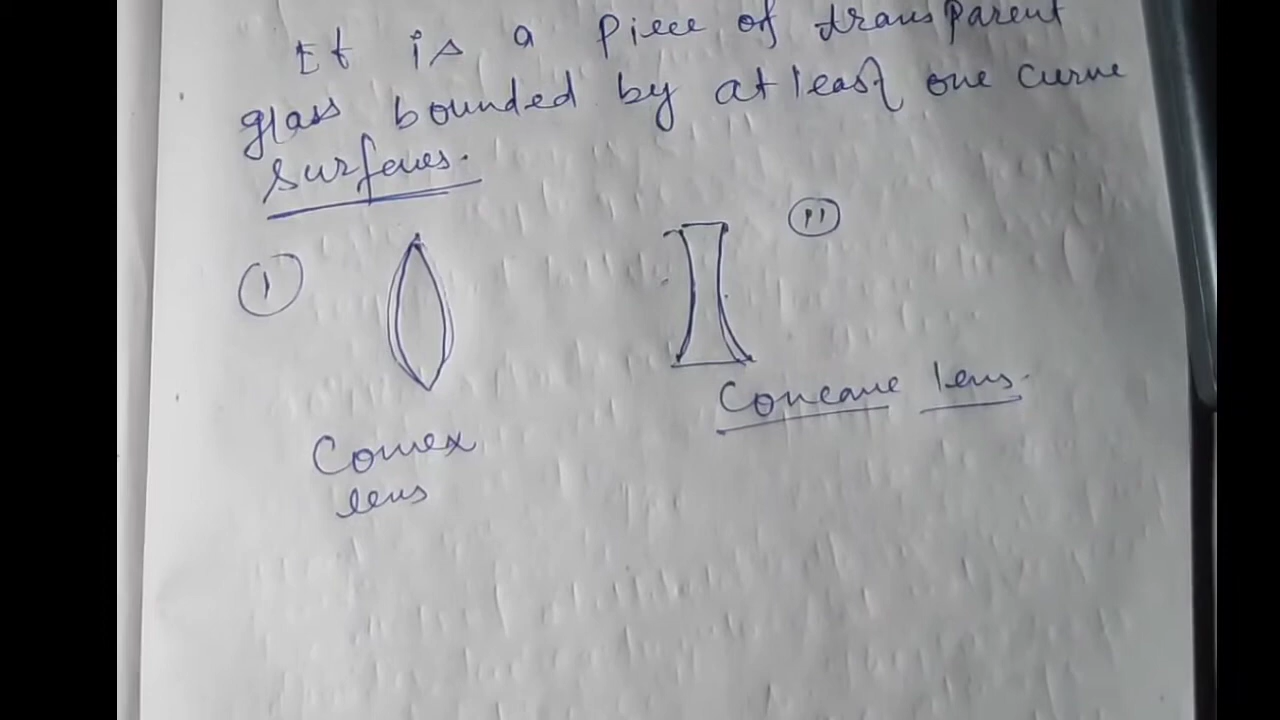 It is a piece of transparent
glass bounded by at least one curve
surfaces.
I
II
Concave lens.
Convex
lens